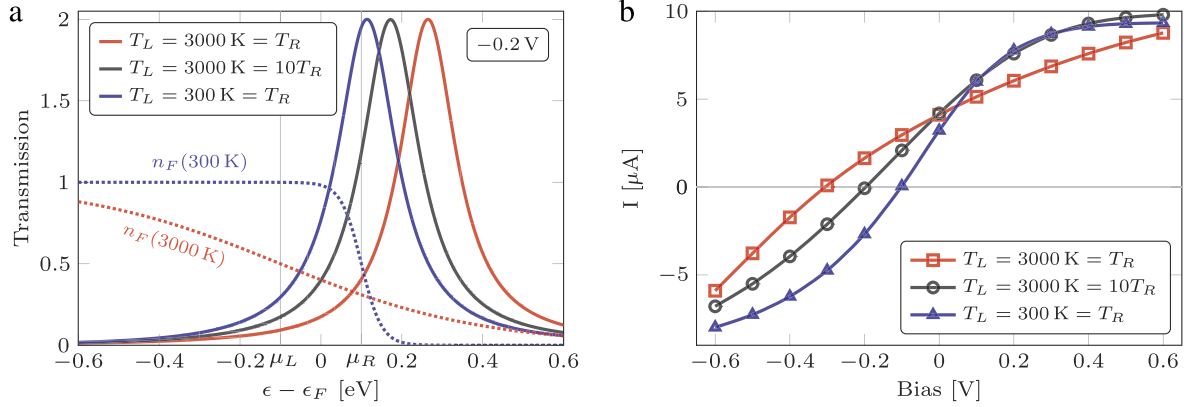 a
T_L = 3000 K = T_R
T_L = 3000 K = 10T_R
T_L = 300 K = T_R
−0.2 V
n_F(300 K)
n_F(3000 K)
Transmission
2
1.5
1
0.5
0
−0.6
−0.4
−0.2
μ_L
0
μ_R
0.2
0.4
0.6
ϵ − ϵ_F [eV]
b
I [μA]
10
5
0
−5
T_L = 3000 K = T_R
T_L = 3000 K = 10T_R
T_L = 300 K = T_R
−0.6
−0.4
−0.2
0
0.2
0.4
0.6
Bias [V]